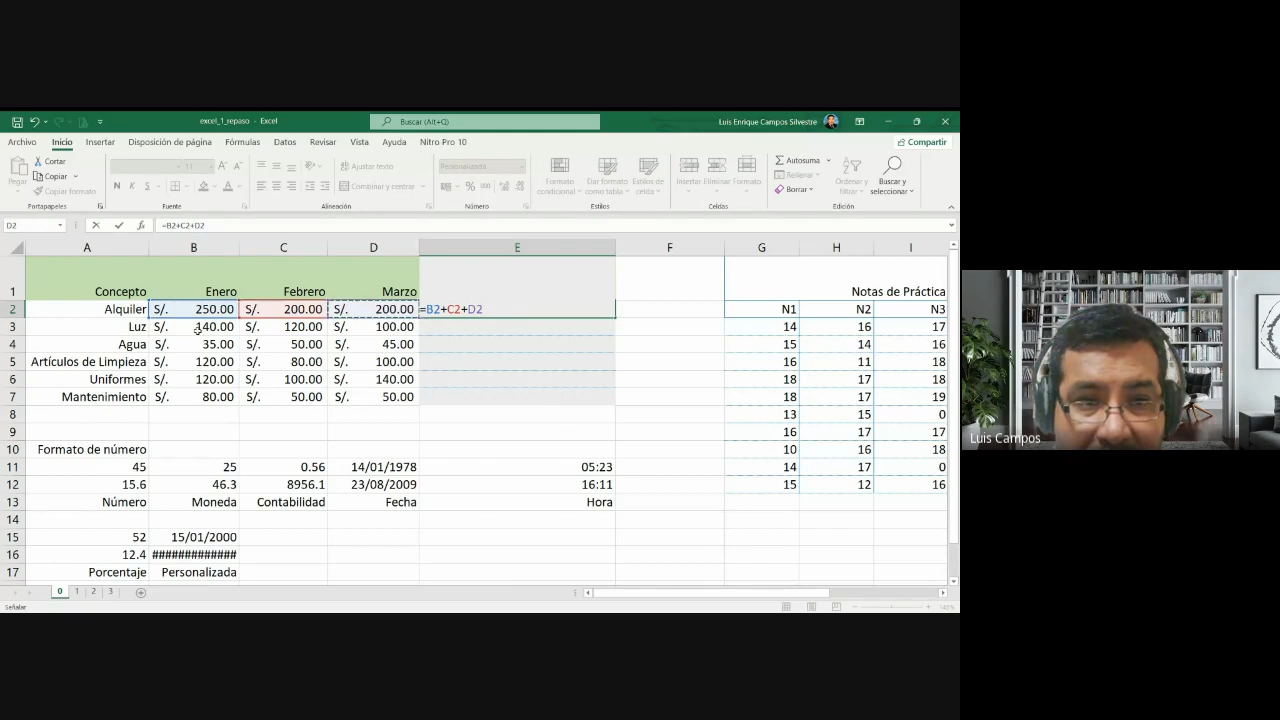 excel_1_repaso - Excel
Buscar (Alt+Q)
Luis Enrique Campos Silvestre
Archivo Inicio Insertar Disposición de página Fórmulas Datos Revisar Vista Ayuda Nitro Pro 10 Compartir
Pegar
Cortar
Copiar
Copiar formato
Portapapeles
11
N K S
Fuente
Ajustar texto
Combinar y centrar
Alineación
Personalizada
% 000
Número
Formato condicional
Dar formato como tabla
Estilos de celda
Estilos
Insertar Eliminar Formato
Celdas
Autosuma
Rellenar
Borrar
Ordenar y filtrar
Buscar y seleccionar
Edición
D2 fx =B2+C2+D2
A B C D E F G H I
1 Concepto Enero Febrero Marzo Notas de Práctica
2 Alquiler S/. 250.00 S/. 200.00 S/. 200.00 =B2+C2+D2 N1 N2 N3
3 Luz S/. 140.00 S/. 120.00 S/. 100.00 14 16 17
4 Agua S/. 35.00 S/. 50.00 S/. 45.00 15 14 16
5 Artículos de Limpieza S/. 120.00 S/. 80.00 S/. 100.00 16 11 18
6 Uniformes S/. 120.00 S/. 100.00 S/. 140.00 18 17 18
7 Mantenimiento S/. 80.00 S/. 50.00 S/. 50.00 18 17 19
8 13 15 0
9 16 17 17
10 Formato de número 10 16 18
11 45 25 0.56 14/01/1978 05:23 14 17 0
12 15.6 46.3 8956.1 23/08/2009 16:11 15 12 16
13 Número Moneda Contabilidad Fecha Hora
14
15 52 15/01/2000
16 12.4 #############
17 Porcentaje Personalizada
0 1 2 3
Señalar
Luis Campos